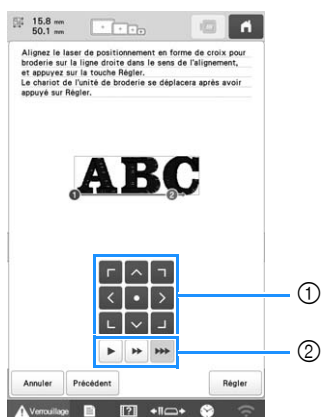 15.8 mm
50.1 mm
Alignez le laser de positionnement en forme de croix pour
broderie sur la ligne droite dans le sens de l'alignement,
et appuyez sur la touche Régler.
Le chariot de l'unité de broderie se déplacera après avoir
appuyé sur Régler.
ABC
1 2
①
②
Annuler Précédent Régler
Verrouillage